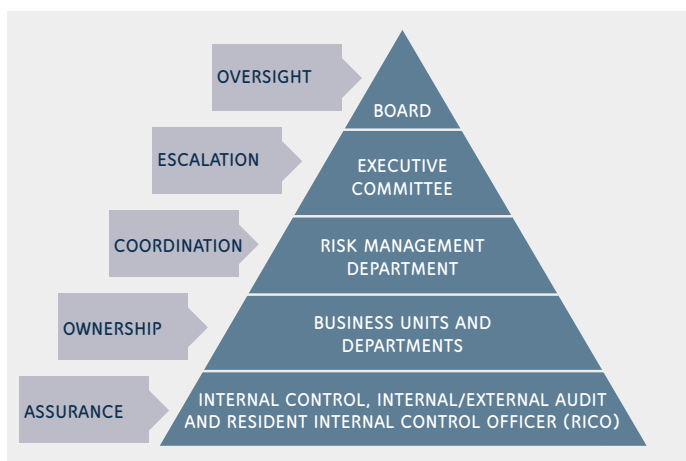 OVERSIGHT
BOARD
ESCALATION
EXECUTIVE
COMMITTEE
COORDINATION
RISK MANAGEMENT
DEPARTMENT
OWNERSHIP
BUSINESS UNITS AND
DEPARTMENTS
ASSURANCE
INTERNAL CONTROL, INTERNAL/EXTERNAL AUDIT
AND RESIDENT INTERNAL CONTROL OFFICER (RICO)